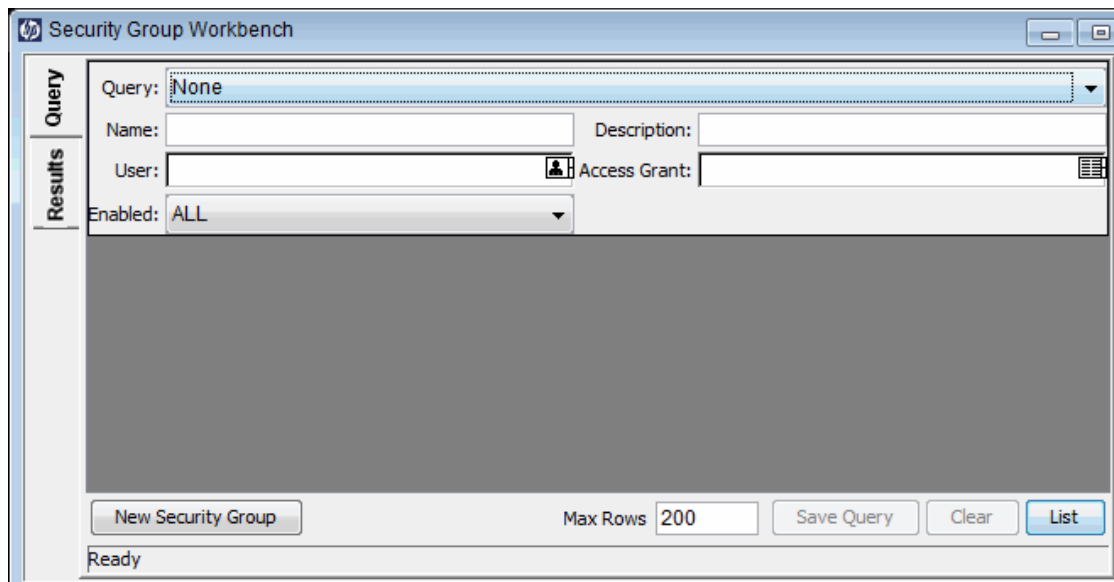 hp Security Group Workbench
Query
Results
Query: None
Name:
Description:
User:
Access Grant:
Enabled: ALL
New Security Group
Max Rows 200
Save Query
Clear
List
Ready